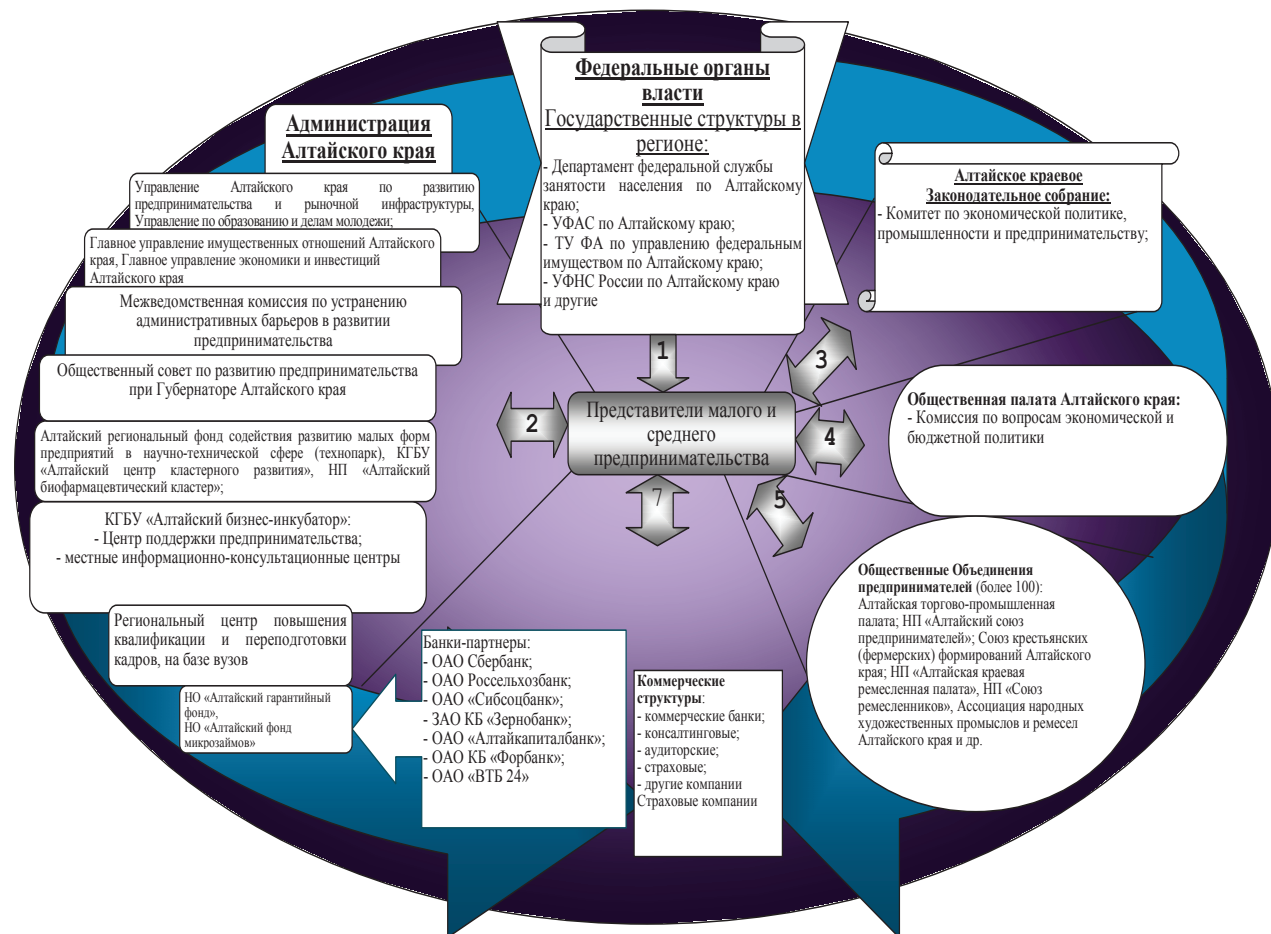 Федеральные органы
власти
Государственные структуры в
регионе:
- Департамент федеральной службы
занятости населения по Алтайскому
краю;
- УФАС по Алтайскому краю;
- ТУ ФА по управлению федеральным
имуществом по Алтайскому краю;
- УФНС России по Алтайскому краю
и другие
Администрация
Алтайского края
Управление Алтайского края по развитию
предпринимательства и рыночной инфраструктуры,
Управление по образованию и делам молодежи;
Главное управление имущественных отношений Алтайского
края, Главное управление экономики и инвестиций
Алтайского края
Межведомственная комиссия по устранению
административных барьеров в развитии
предпринимательства
Общественный совет по развитию предпринимательства
при Губернаторе Алтайского края
Алтайский региональный фонд содействия развитию малых форм
предприятий в научно-технической сфере (технопарк), КГБУ
«Алтайский центр кластерного развития», НП «Алтайский
биофармацевтический кластер»;
КГБУ «Алтайский бизнес-инкубатор»:
- Центр поддержки предпринимательства;
- местные информационно-консультационные центры
Региональный центр повышения
квалификации и переподготовки
кадров, на базе вузов
НО «Алтайский гарантийный
фонд»,
НО «Алтайский фонд
микрозаймов»
Банки-партнеры:
- ОАО Сбербанк;
- ОАО Россельхозбанк;
- ОАО «Сибсоцбанк»;
- ЗАО КБ «Зернобанк»;
- ОАО «Алтайкапиталбанк»;
- ОАО КБ «Форбанк»;
- ОАО «ВТБ 24»
Коммерческие
структуры:
- коммерческие банки;
- консалтинговые;
- аудиторские;
- страховые;
- другие компании
Страховые компании
1
2
3
4
5
7
Представители малого и
среднего
предпринимательства
Алтайское краевое
Законодательное собрание:
- Комитет по экономической политике,
промышленности и предпринимательству;
Общественная палата Алтайского края:
- Комиссия по вопросам экономической и
бюджетной политики
Общественные Объединения
предпринимателей (более 100):
Алтайская торгово-промышленная
палата; НП «Алтайский союз
предпринимателей»; Союз крестьянских
(фермерских) формирований Алтайского
края; НП «Алтайская краевая
ремесленная палата», НП «Союз
ремесленников», Ассоциация народных
художественных промыслов и ремесел
Алтайского края и др.